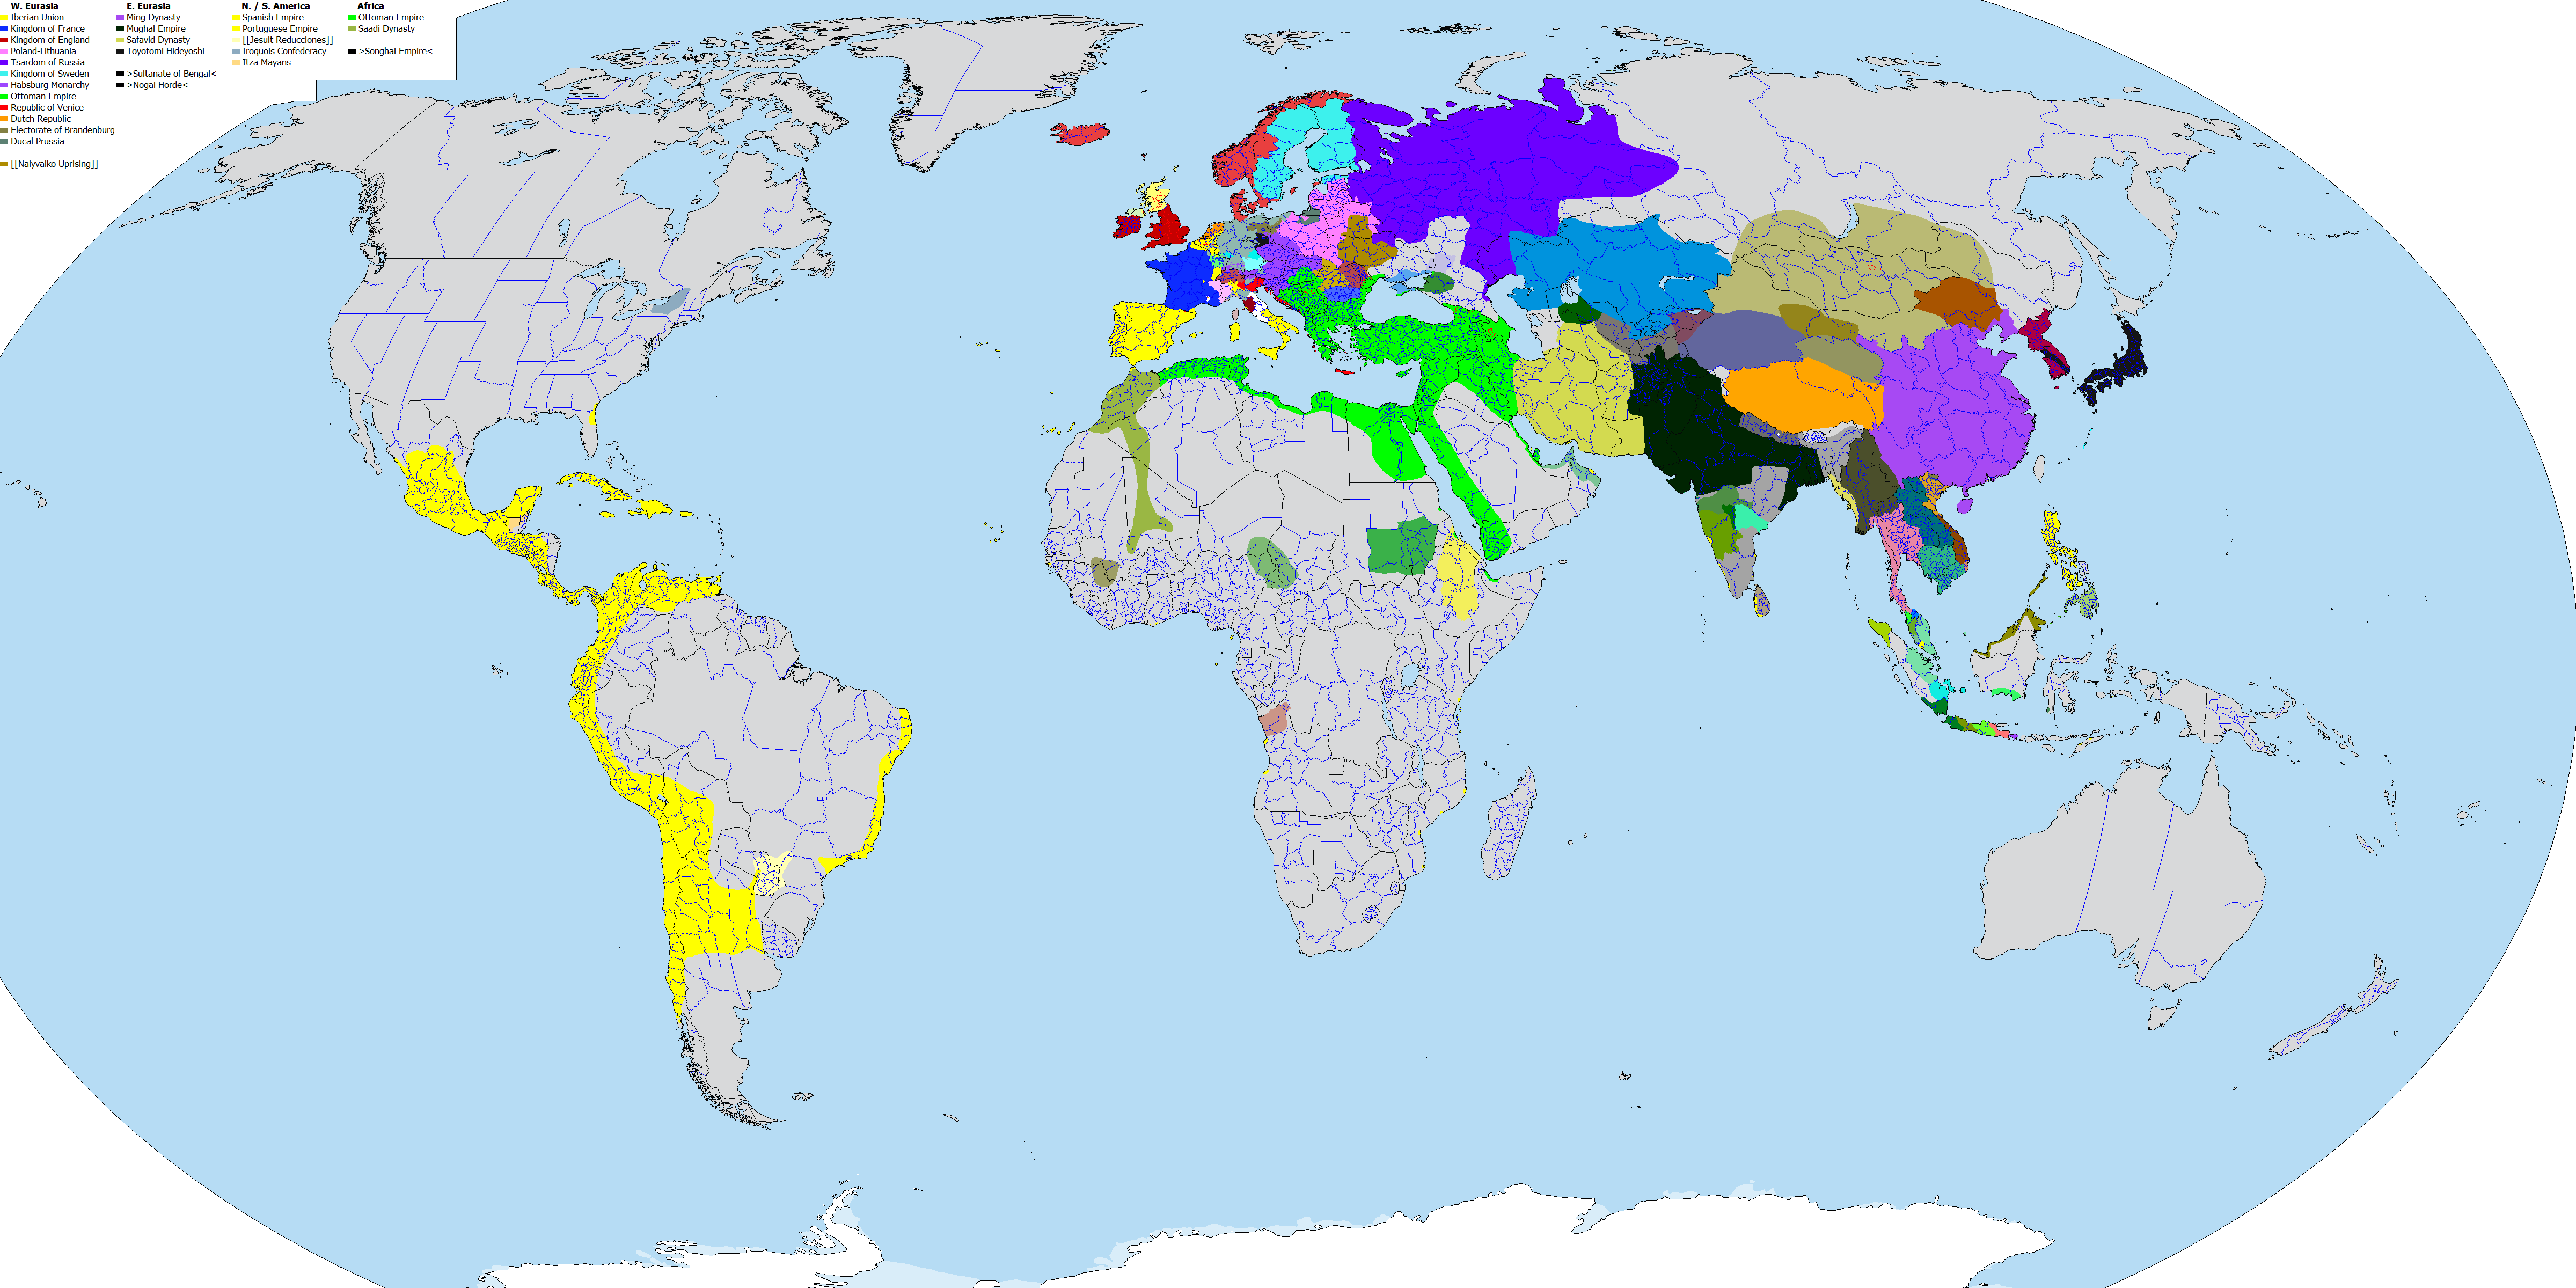 W. Eurasia
Iberian Union
Kingdom of France
Kingdom of England
Poland-Lithuania
Tsardom of Russia
Kingdom of Sweden
Habsburg Monarchy
Ottoman Empire
Republic of Venice
Dutch Republic
Electorate of Brandenburg
Ducal Prussia
[[Nalyvaiko Uprising]]
E. Eurasia
Ming Dynasty
Mughal Empire
Safavid Dynasty
Toyotomi Hideyoshi
>Sultanate of Bengal<
>Nogai Horde<
N. / S. America
Spanish Empire
Portuguese Empire
[[Jesuit Reducciones]]
Iroquois Confederacy
Itza Mayans
Africa
Ottoman Empire
Saadi Dynasty
>Songhai Empire<